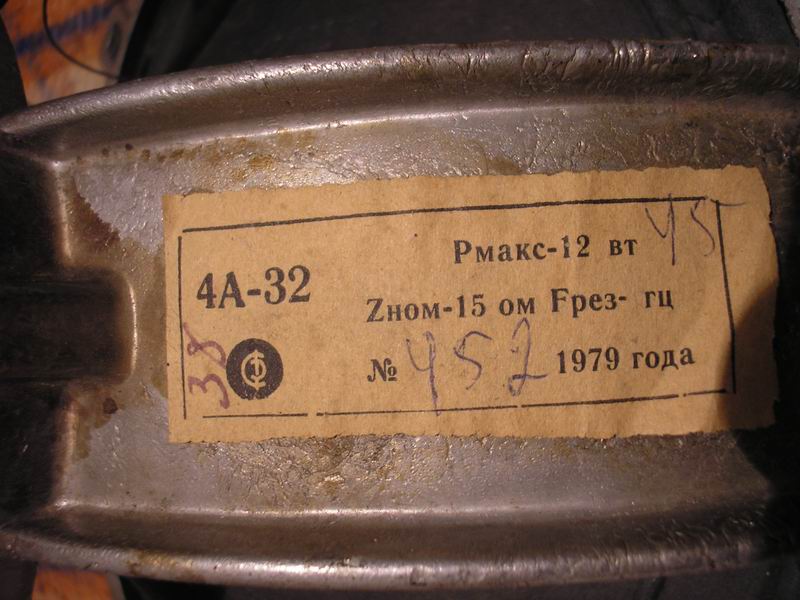 4А-32
Рмакс-12 вт 45
Zном-15 ом Fрез- гц
№ 452 1979 года
38